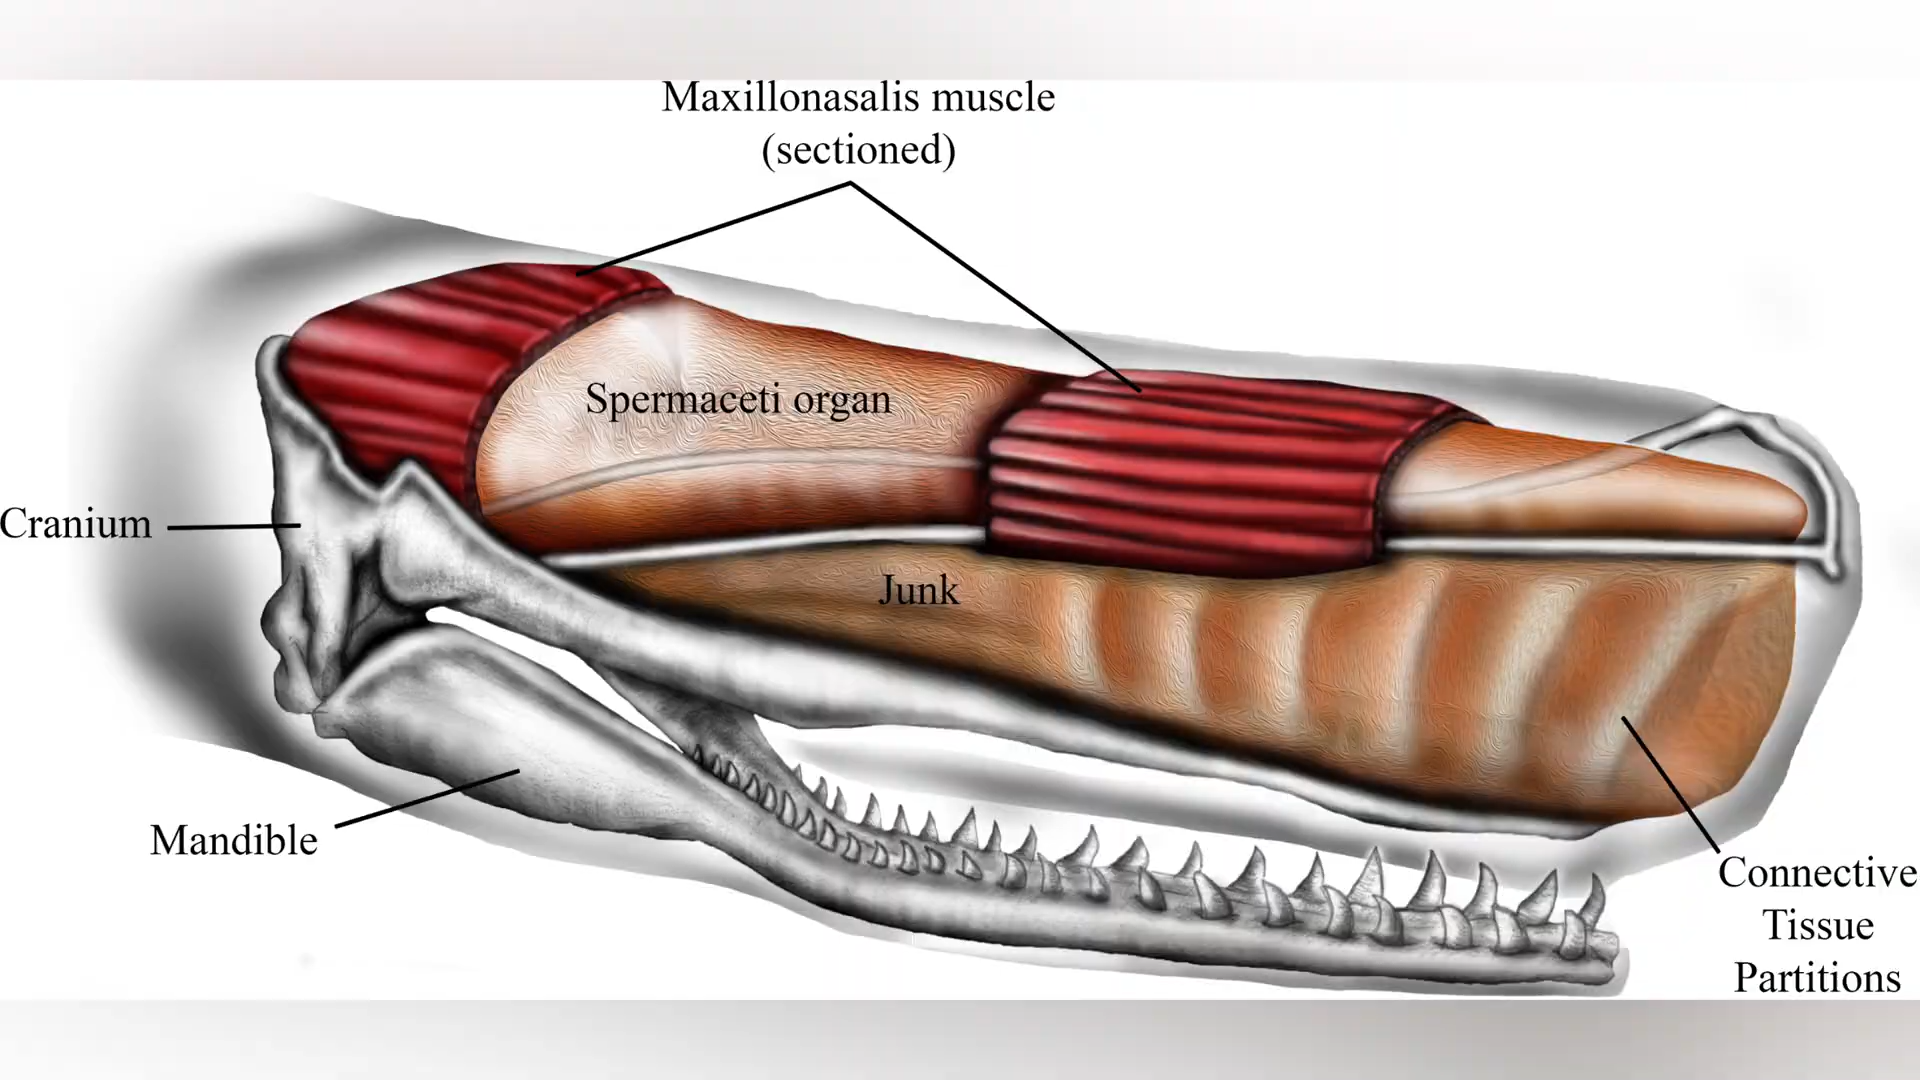 Maxillonasalis muscle
(sectioned)
Spermaceti organ
Cranium
Junk
Mandible
Connective
Tissue
Partitions